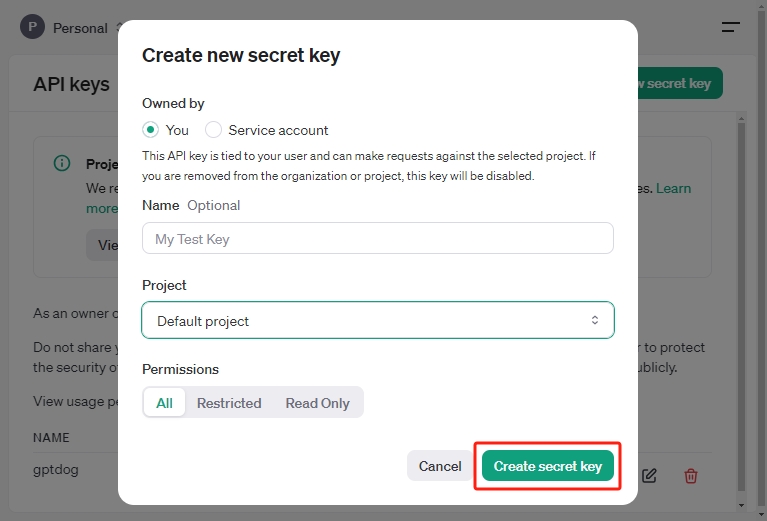 P Personal
API keys
w secret key
Create new secret key
Owned by
You Service account
This API key is tied to your user and can make requests against the selected project. If
you are removed from the organization or project, this key will be disabled.
Name Optional
My Test Key
Project
Default project
Permissions
All Restricted Read Only
Cancel Create secret key
We re
es. Learn
more
As an owner o
Do not share y
r to protect
the security of
ublicly.
View usage pe
NAME
gptdog